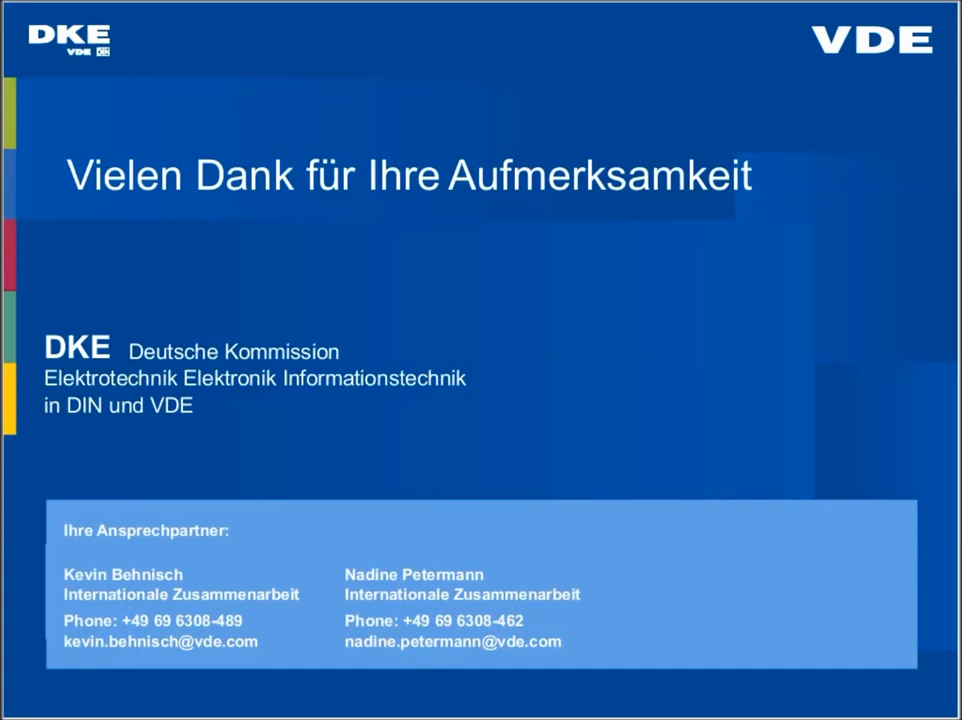 DKE
VDE DIN
VDE
Vielen Dank für Ihre Aufmerksamkeit
DKE Deutsche Kommission
Elektrotechnik Elektronik Informationstechnik
in DIN und VDE
Ihre Ansprechpartner:
Kevin Behnisch
Internationale Zusammenarbeit
Phone: +49 69 6308-489
kevin.behnisch@vde.com
Nadine Petermann
Internationale Zusammenarbeit
Phone: +49 69 6308-462
nadine.petermann@vde.com